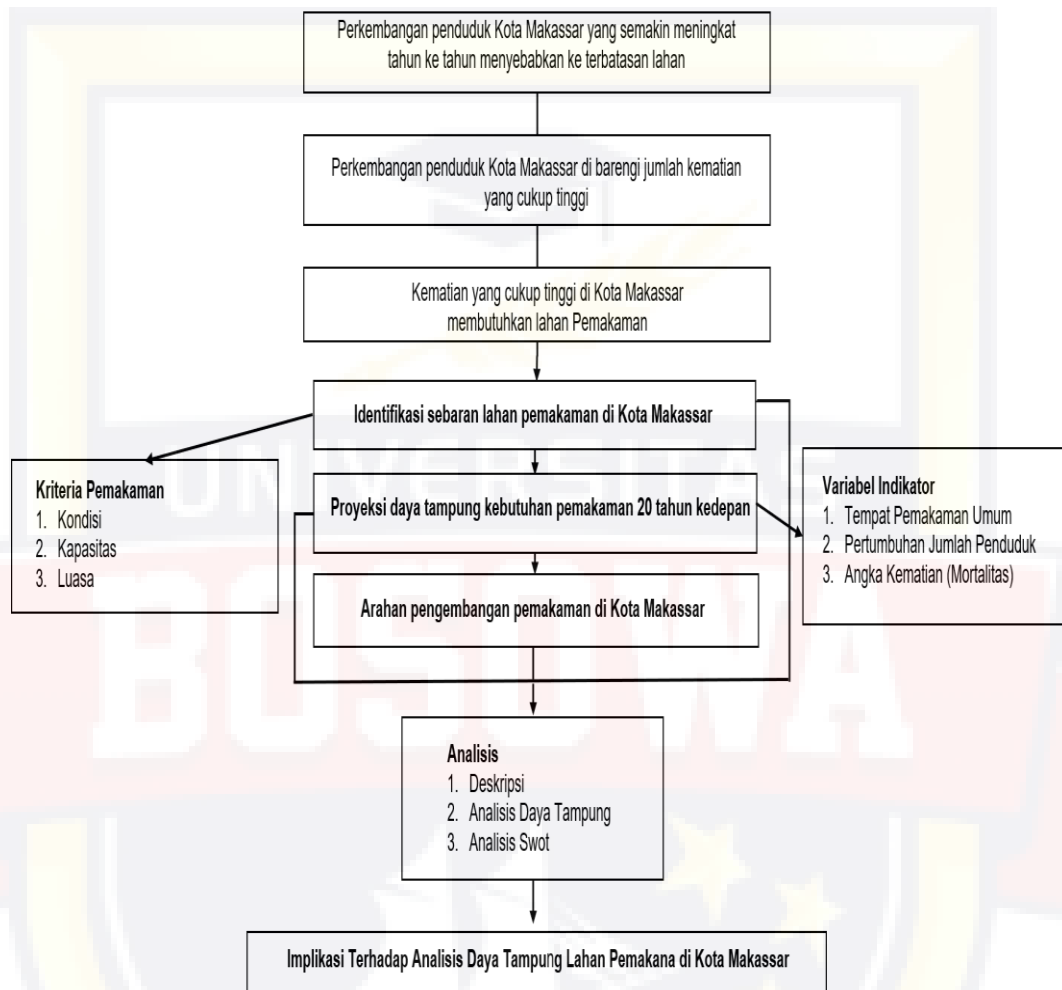 Perkembangan penduduk Kota Makassar yang semakin meningkat
tahun ke tahun menyebabkan ke terbatasan lahan
Perkembangan penduduk Kota Makassar di barengi jumlah kematian
yang cukup tinggi
Kematian yang cukup tinggi di Kota Makassar
membutuhkan lahan Pemakaman
Identifikasi sebaran lahan pemakaman di Kota Makassar
Kriteria Pemakaman
1. Kondisi
2. Kapasitas
3. Luasa
Proyeksi daya tampung kebutuhan pemakaman 20 tahun kedepan
Variabel Indikator
1. Tempat Pemakaman Umum
2. Pertumbuhan Jumlah Penduduk
3. Angka Kematian (Mortalitas)
Arahan pengembangan pemakaman di Kota Makassar
Analisis
1. Deskripsi
2. Analisis Daya Tampung
3. Analisis Swot
Implikasi Terhadap Analisis Daya Tampung Lahan Pemakana di Kota Makassar
UNIVERSITAS
BOSOWA